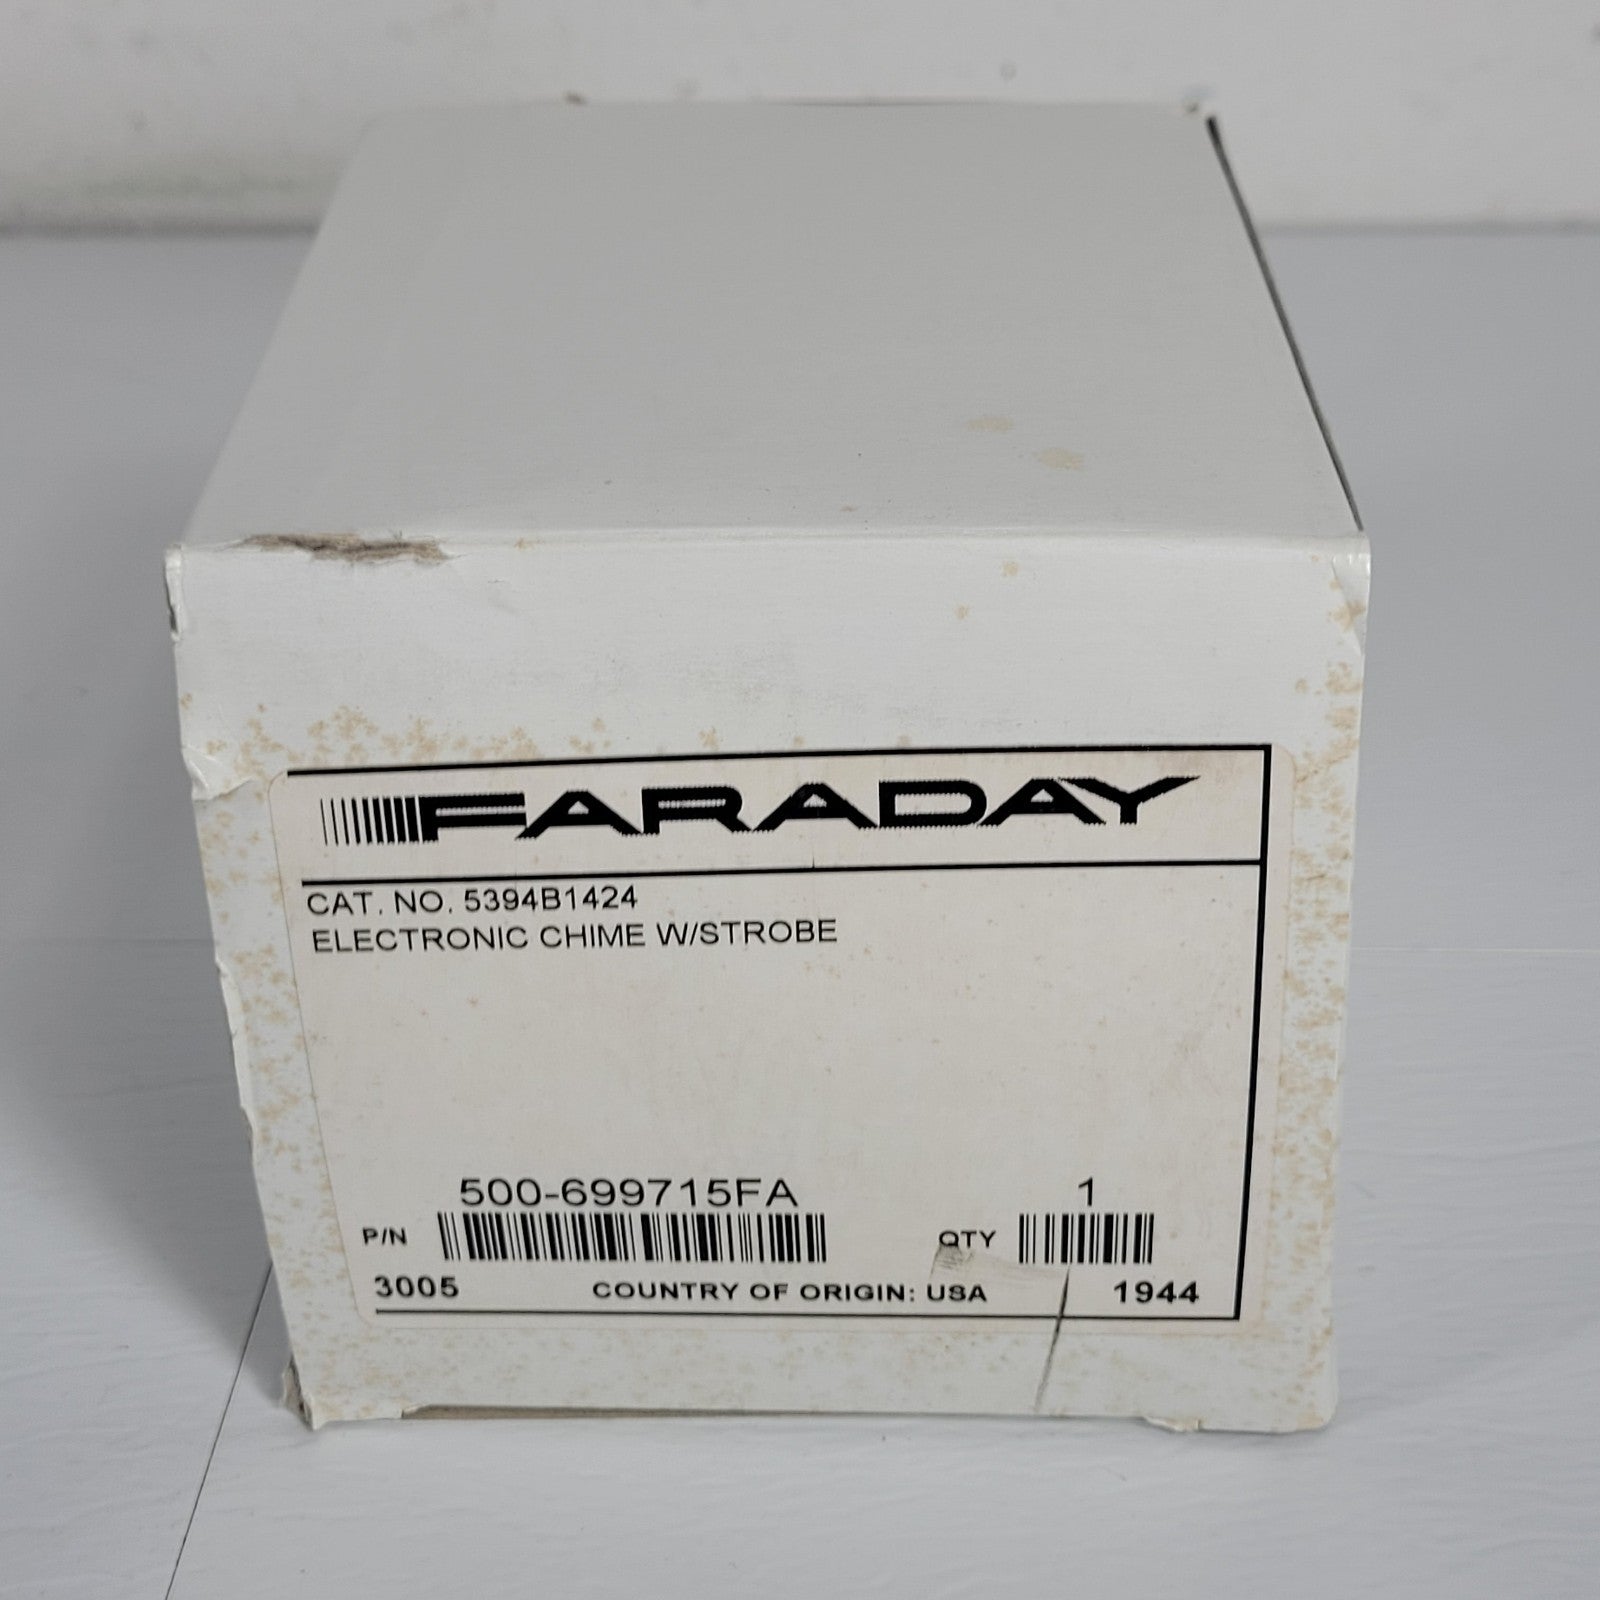 FARADAY
CAT. NO. 5394B1424
ELECTRONIC CHIME W/STROBE
500-699715FA 1
P/N QTY
3005 COUNTRY OF ORIGIN: USA 1944